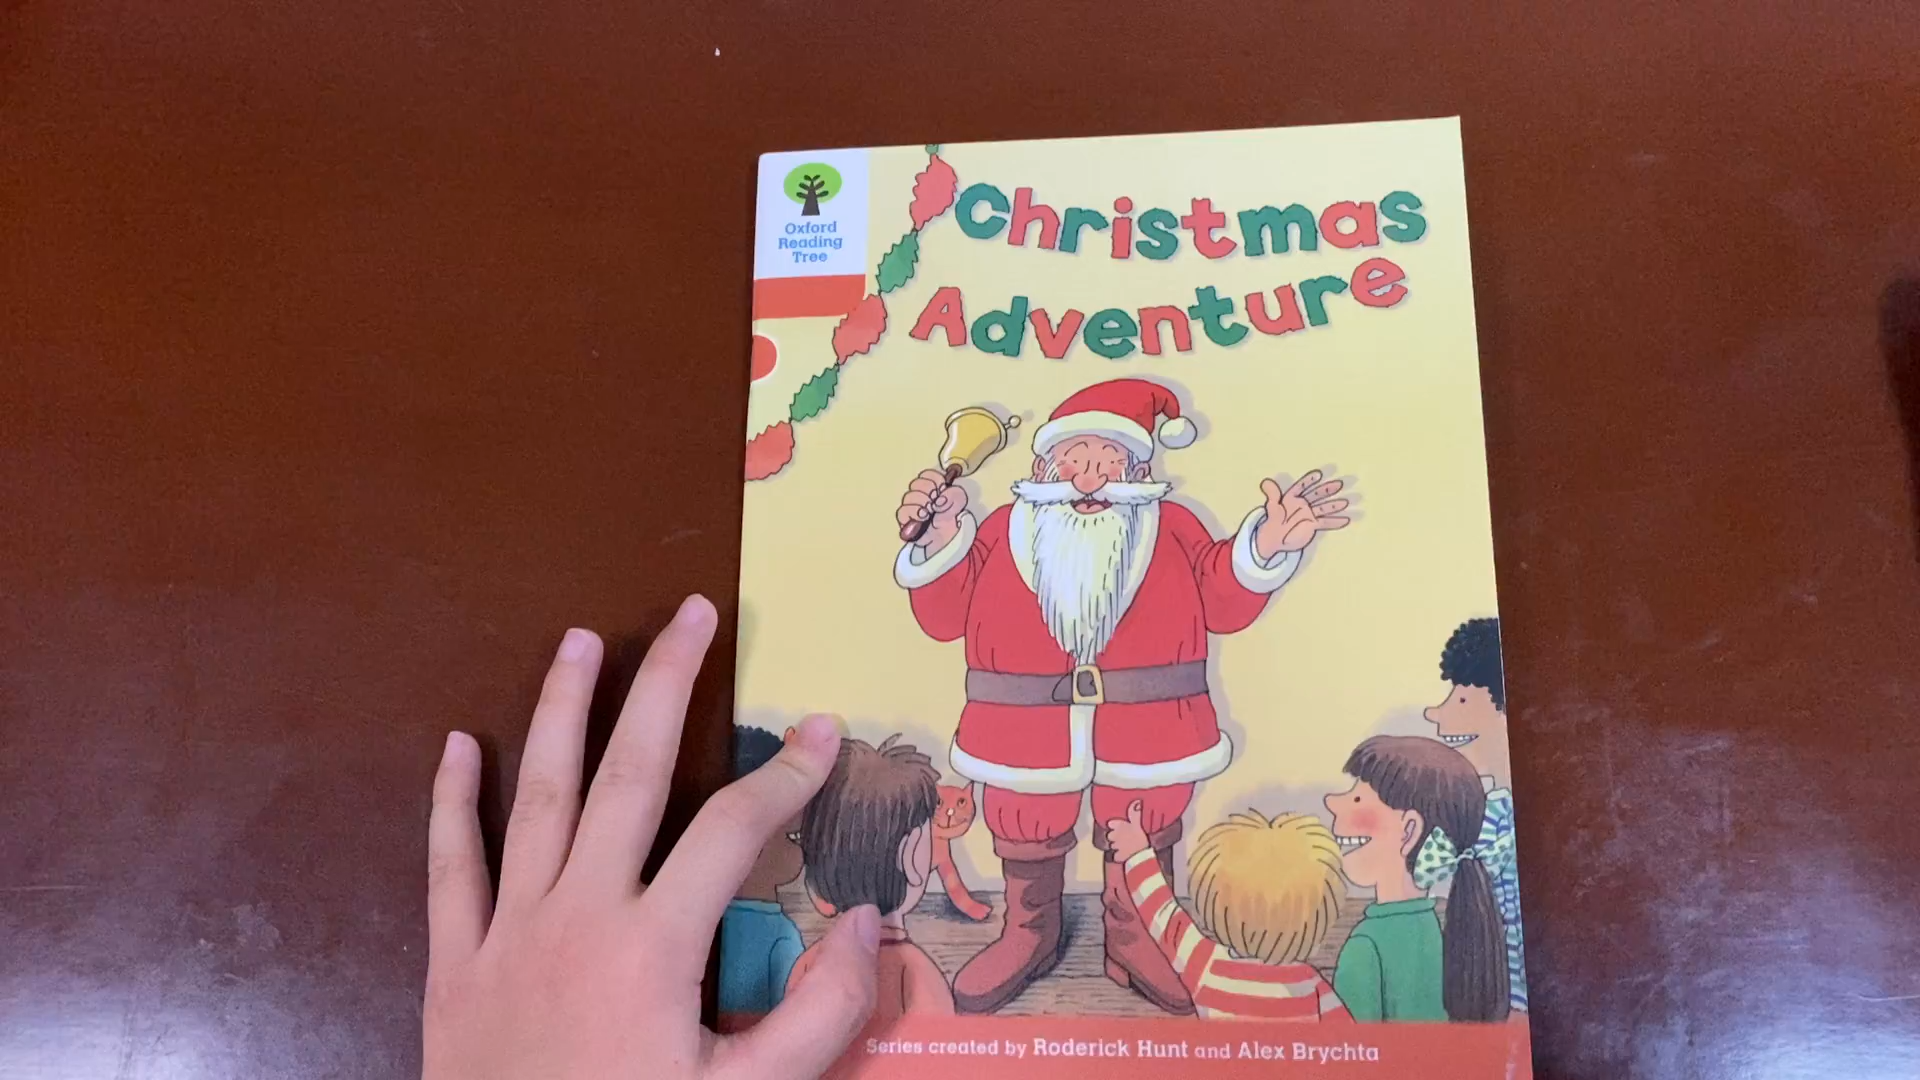 Oxford
Reading
Tree
Christmas
Adventure
Series created by Roderick Hunt and Alex Brychta